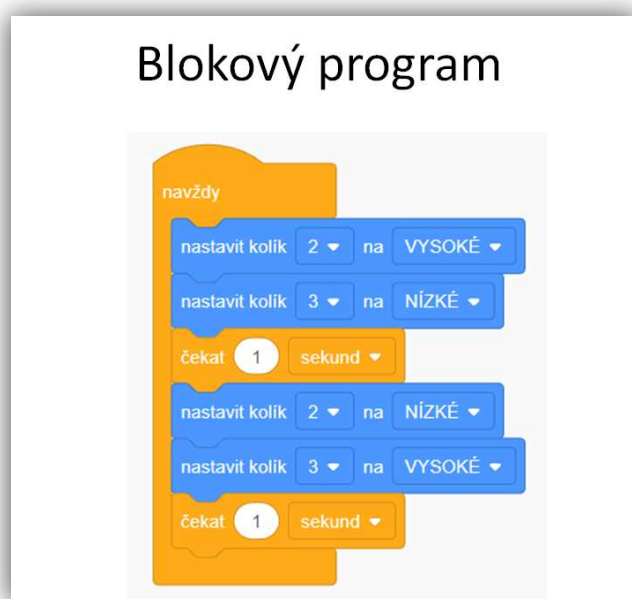 Blokový program
navždy
nastavit kolík 2 na VYSOKÉ
nastavit kolík 3 na NÍZKÉ
čekat 1 sekund
nastavit kolík 2 na NÍZKÉ
nastavit kolík 3 na VYSOKÉ
čekat 1 sekund